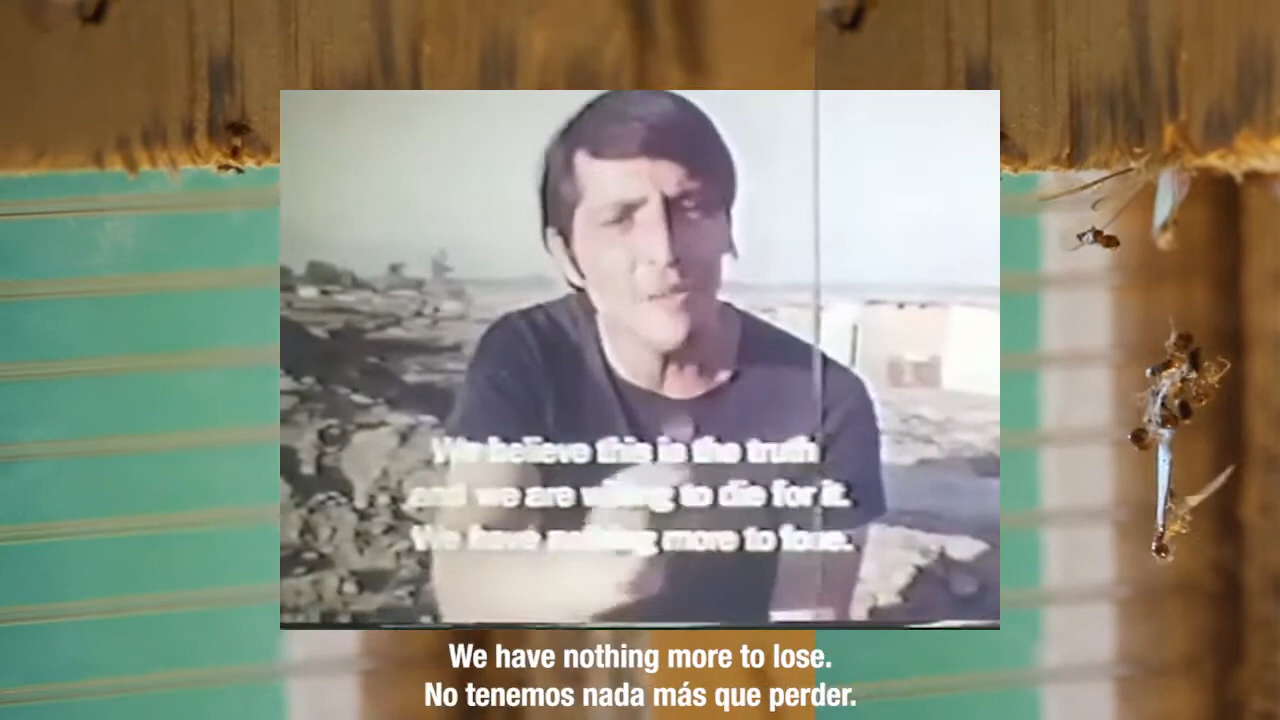 We believe this is the truth
and we are willing to die for it.
We have nothing more to lose.
We have nothing more to lose.
No tenemos nada más que perder.